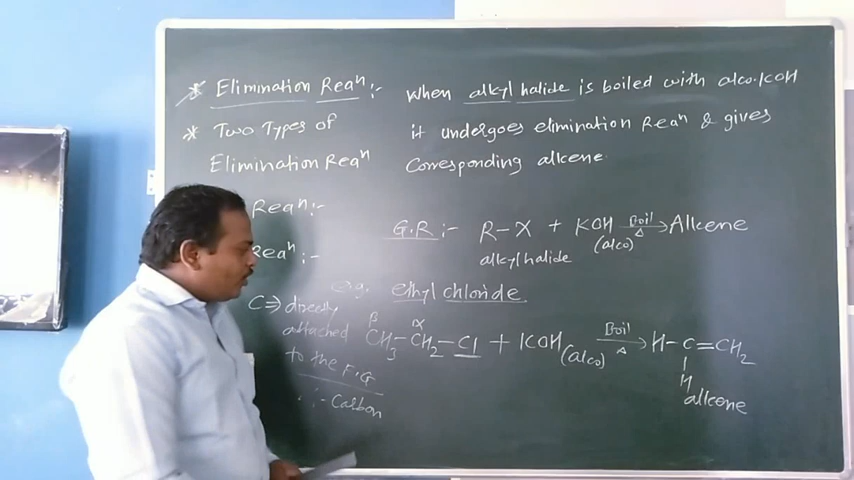 * Elimination Reaⁿ :-
* Two Types of
Elimination Reaⁿ
Reaⁿ:-
Reaⁿ:-
C⇒ directly
attached
to the F.G
:- Carbon
When alkyl halide is boiled with alco.KOH
it undergoes elimination Reaⁿ & gives
Corresponding alkene.
G.R :- R-X + KOH (alco) Boil Δ → Alkene
alkyl halide
e.g. ethyl chloride
β α
CH₃-CH₂-Cl + KOH (alco) Boil Δ → H-C=CH₂
H
alkene